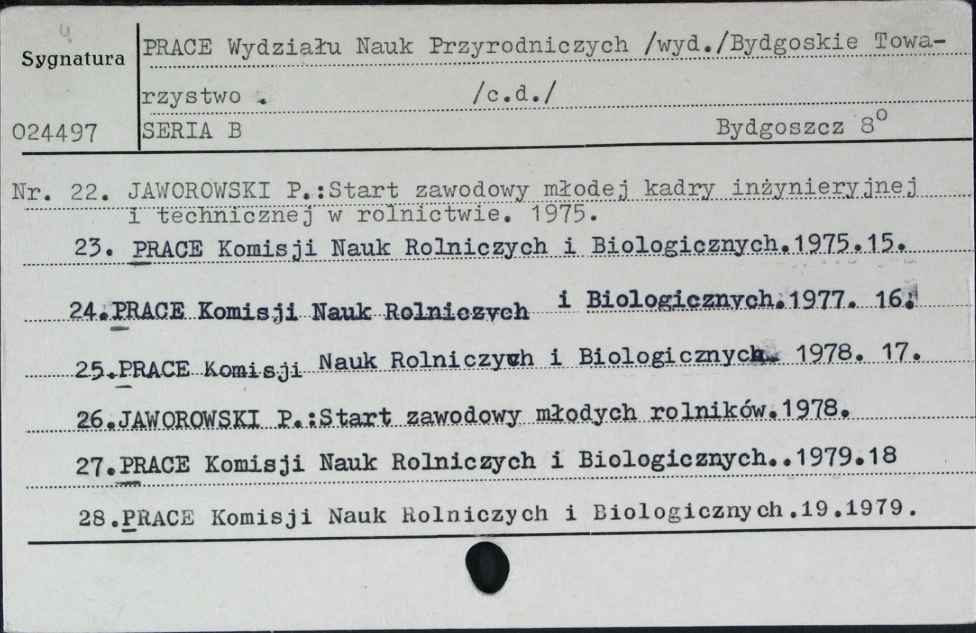 4
Sygnatura PRACE Wydziału Nauk Przyrodniczych /wyd./Bydgoskie Towa-
rzystwo . /c.d./
024497 SERIA B Bydgoszcz 8°
Nr. 22. JAWOROWSKI P.:Start zawodowy młodej kadry inżynieryjnej
i technicznej w rolnictwie. 1975.
23. PRACE Komisji Nauk Rolniczych i Biologicznych.1975.15.
24.PRACE Komisji Nauk Rolniczych i Biologicznych.1977. 16.
25.PRACE Komisji Nauk Rolniczych i Biologicznych. 1978. 17.
26.JAWOROWSKI P.:Start zawodowy młodych rolników.1978.
27.PRACE Komisji Nauk Rolniczych i Biologicznych..1979.18
28.PRACE Komisji Nauk Rolniczych i Biologicznych.19.1979.